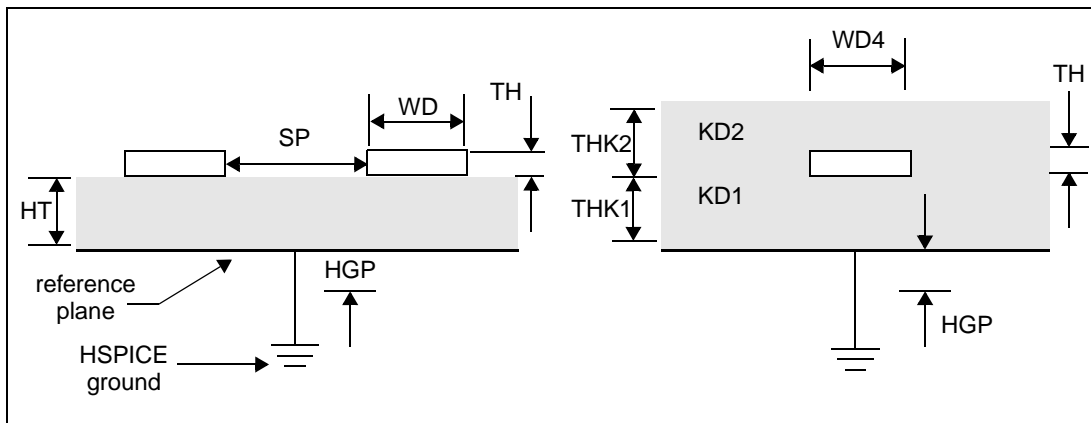 SP
WD
TH
HT
reference
plane
HGP
HSPICE
ground
WD4
TH
THK2
KD2
THK1
KD1
HGP